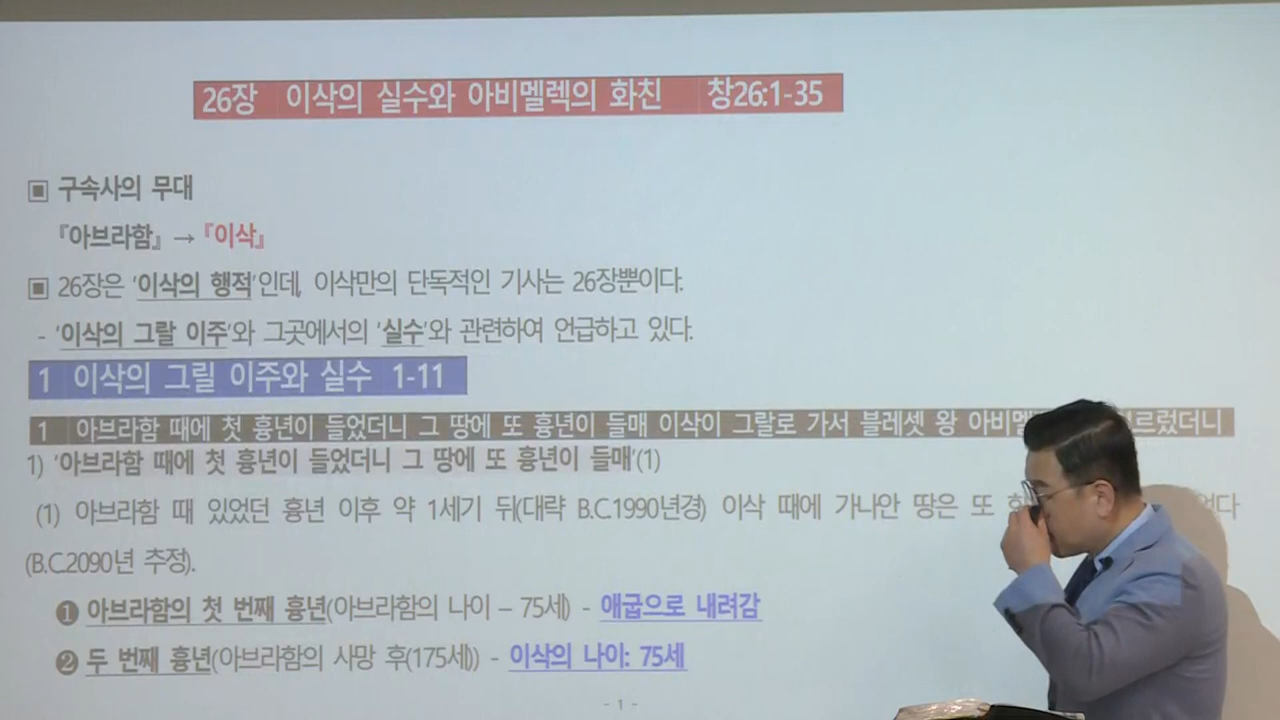 26장 이삭의 실수와 아비멜렉의 화친 창26:1-35
▣ 구속사의 무대
『아브라함』 → 『이삭』
▣ 26장은 '이삭의 행적'인데, 이삭만의 단독적인 기사는 26장뿐이다.
- '이삭의 그랄 이주'와 그곳에서의 '실수'와 관련하여 언급하고 있다.
1 이삭의 그릴 이주와 실수 1-11
1 아브라함 때에 첫 흉년이 들었더니 그 땅에 또 흉년이 들매 이삭이 그랄로 가서 블레셋 왕
1) '아브라함 때에 첫 흉년이 들었더니 그 땅에 또 흉년이 들매'(1)
(1) 아브라함 때 있었던 흉년 이후 약 1세기 뒤(대략 B.C.1990년경) 이삭 때에 가나안 땅은 또
(B.C.2090년 추정).
❶ 아브라함의 첫 번째 흉년(아브라함의 나이 – 75세) - 애굽으로 내려감
❷ 두 번째 흉년(아브라함의 사망 후(175세)) - 이삭의 나이: 75세
- 1 -